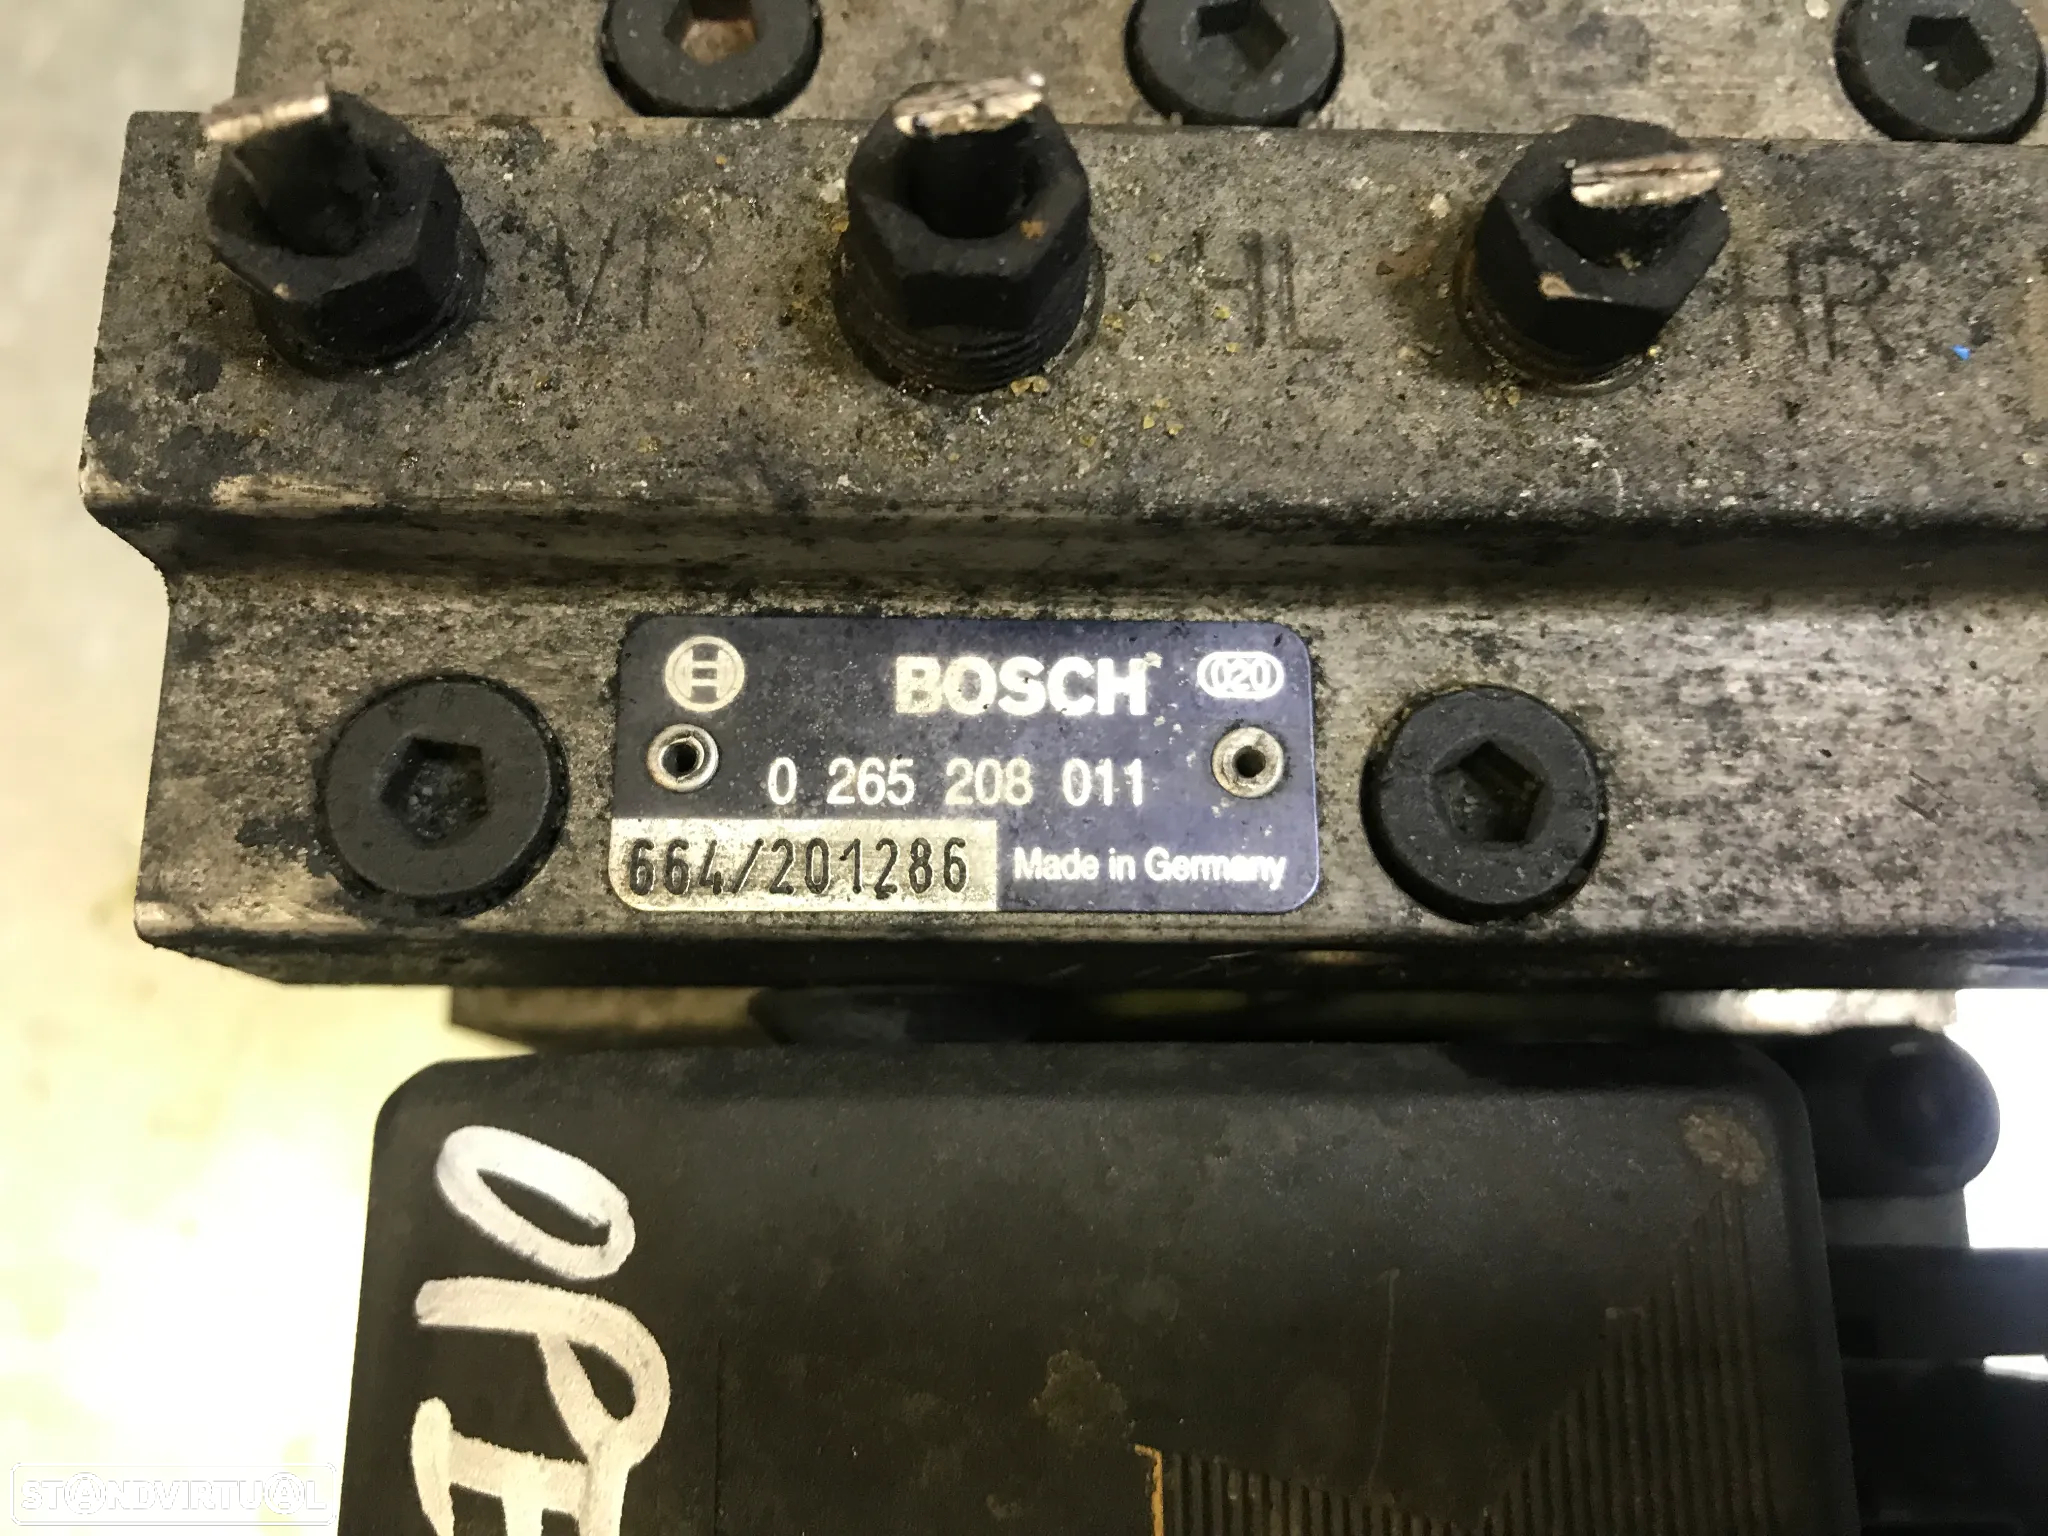 VR HL HR
BOSCH 020
0 265 208 011
664/201286 Made in Germany
OPE
STANDVIRTUAL